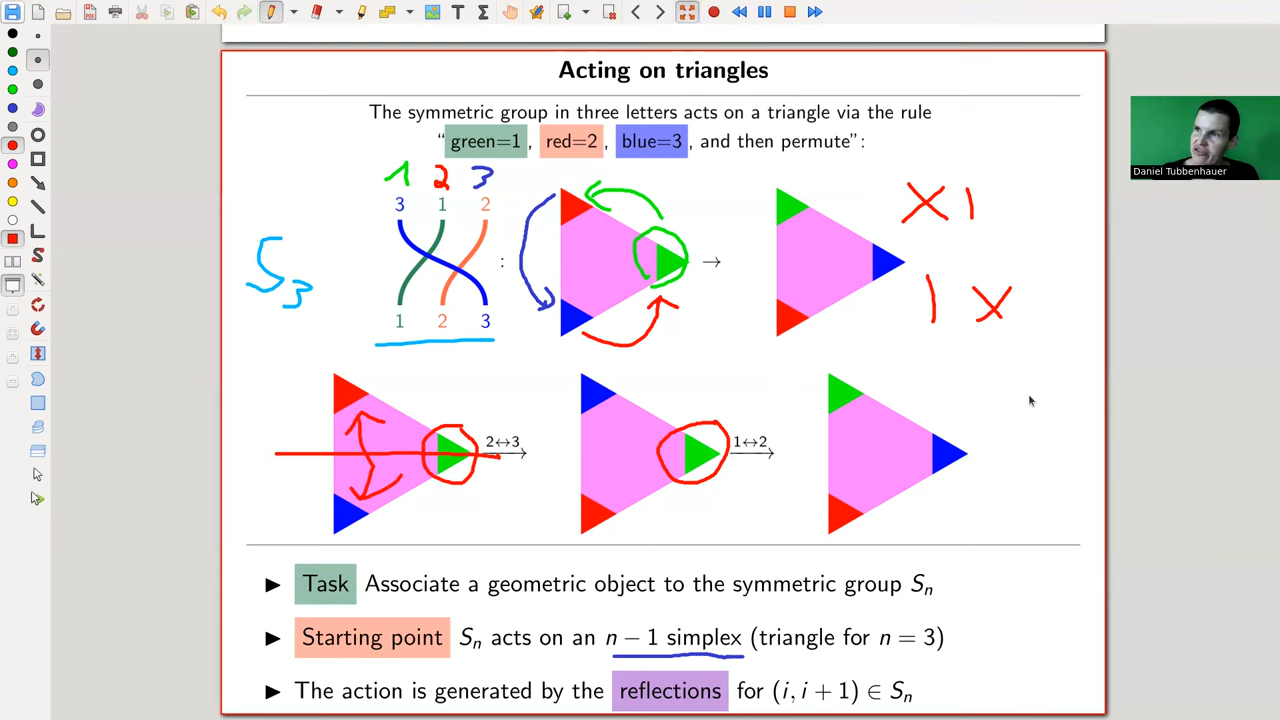 Acting on triangles
The symmetric group in three letters acts on a triangle via the rule
“green=1, red=2, blue=3, and then permute”:
1 2 3
3 1 2
S3
:
→
X |
| X
1 2 3
2↔3
1↔2
▶ Task Associate a geometric object to the symmetric group Sn
▶ Starting point Sn acts on an n − 1 simplex (triangle for n = 3)
▶ The action is generated by the reflections for (i, i + 1) ∈ Sn
Daniel Tubbenhauer